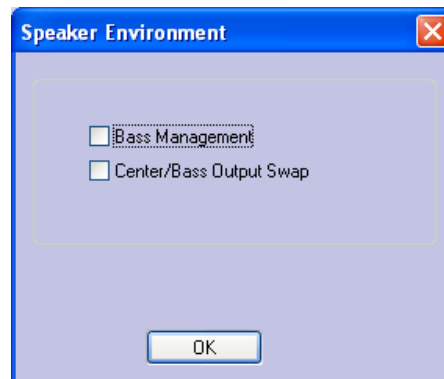 Speaker Environment
Bass Management
Center/Bass Output Swap
OK